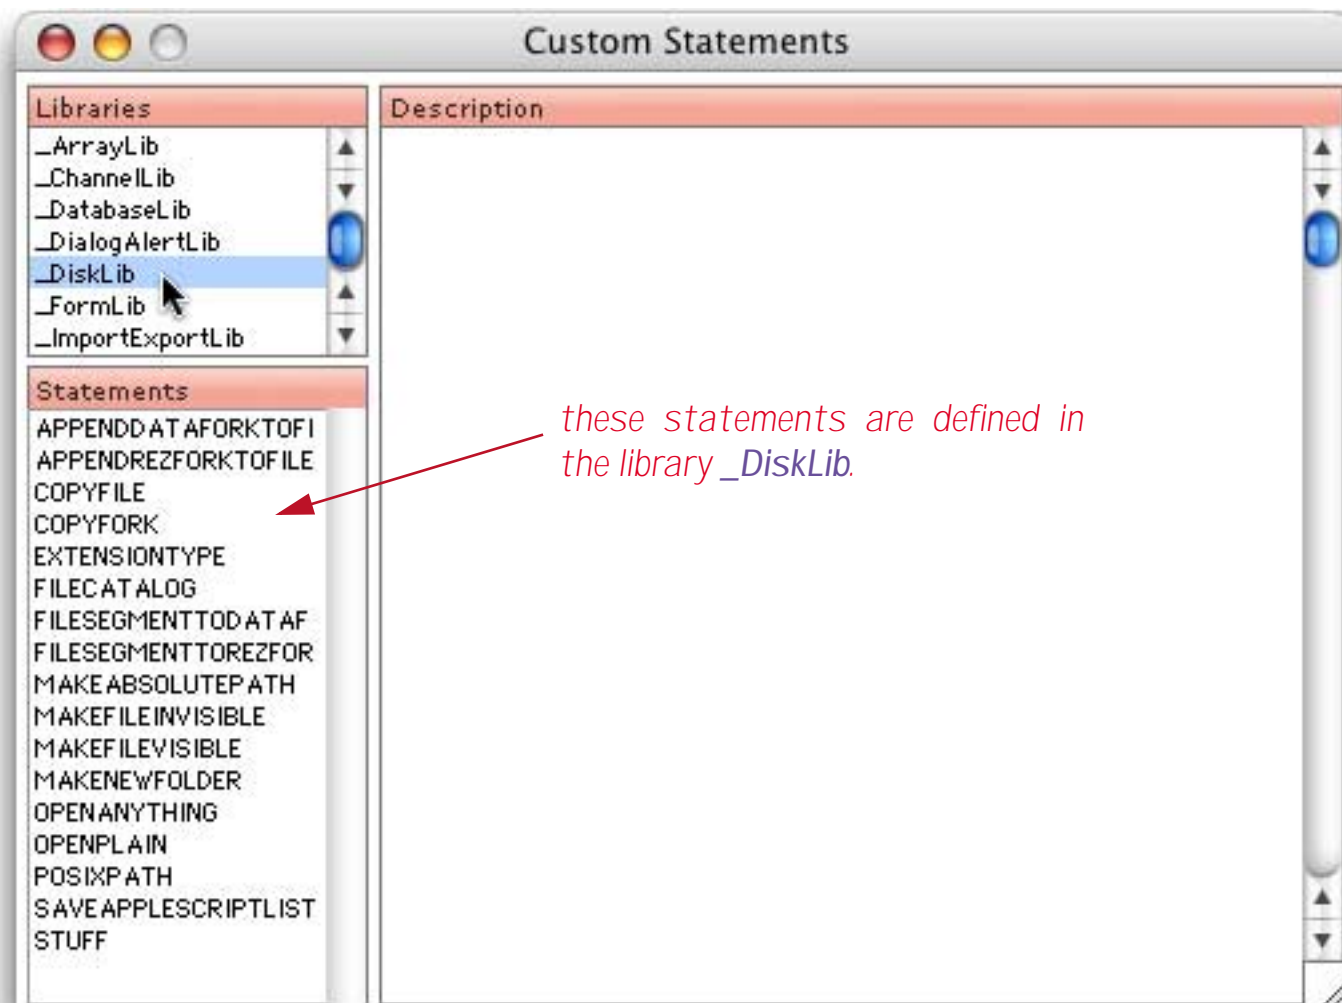 Custom Statements
Libraries
_ArrayLib
_ChannelLib
_DatabaseLib
_DialogAlertLib
_DiskLib
_FormLib
_ImportExportLib
Statements
APPENDDATAFORKTOFI
APPENDREZFORKTOFILE
COPYFILE
COPYFORK
EXTENSIONTYPE
FILECATALOG
FILESEGMENTTODATAF
FILESEGMENTTOREZFOR
MAKEABSOLUTEPATH
MAKEFILEINVISIBLE
MAKEFILEVISIBLE
MAKENEWFOLDER
OPENANYTHING
OPENPLAIN
POSIXPATH
SAVEAPPLESCRIPTLIST
STUFF
Description
these statements are defined in
the library _DiskLib.